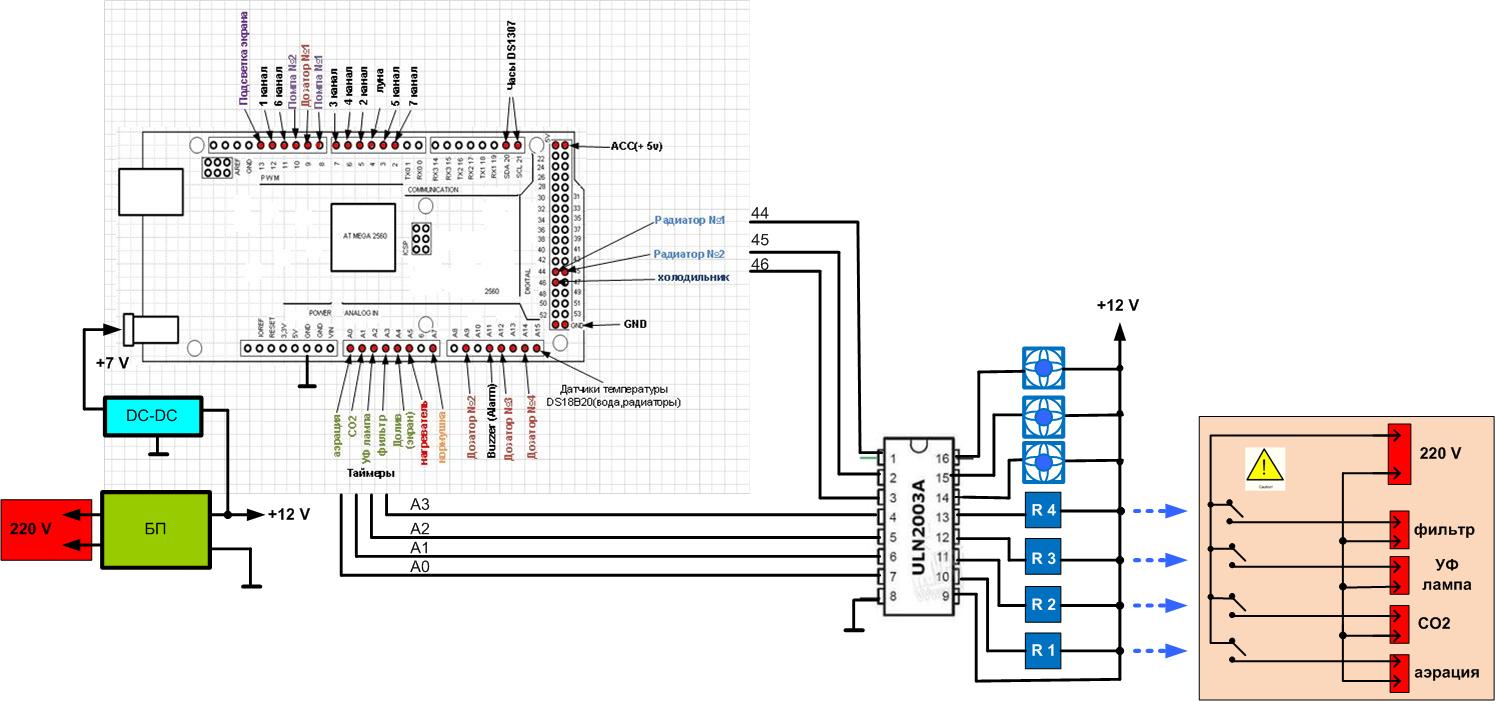 Подсветка экрана
1 канал
6 канал
Помпа №2
Дозатор №1
Помпа №1
3 канал
4 канал
2 канал
луна
5 канал
7 канал
Часы DS1307
5V
ACC(+ 5v)
AREF
GND
13
12
11
10
9
8
7
6
5
4
3
2
TX0 1
RX0 0
RX3 14
RX3 15
TX2 16
RX2 17
TX1 18
RX1 19
SDA 20
SCL 21
PWM
COMMUNICATION
22
24
26
28
30
32
34
36
38
40
42
44
46
48
50
52
31
33
35
37
39
41
43
45
47
49
51
53
GND
AT MEGA 2560
ICSP
DIGITAL
2560
Радиатор №1
Радиатор №2
холодильник
GND
44
45
46
POWER
ANALOG IN
IOREF
RESET
3,3V
5V
GND
GND
VIN
A0
A1
A2
A3
A4
A5
6
A7
A8
A9
A10
A11
A12
A13
A14
A15
+7 V
DC-DC
220 V
БП
+12 V
аэрация
CO2
УФ лампа
фильтр
Долив
(экран)
нагреватель
кормушка
Дозатор №2
Buzzer (Alarm)
Дозатор №3
Дозатор №4
Датчики температуры
DS18B20(вода,радиаторы)
Таймеры
A3
A2
A1
A0
ULN2003A
1
2
3
4
5
6
7
8
16
15
14
13
12
11
10
9
+12 V
R 4
R 3
R 2
R 1
!
Caution!
220 V
фильтр
УФ
лампа
CO2
аэрация